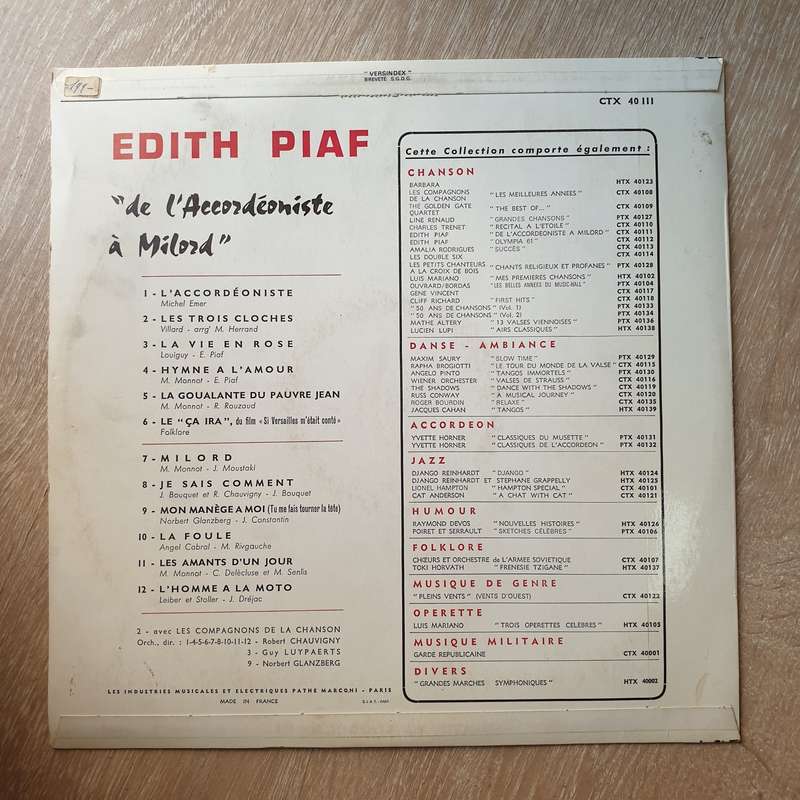 " VERSINDEX "
BREVETÉ S.G.D.G.
CTX 40 111
EDITH PIAF
"de l'Accordéoniste
à Milord"
1 - L'ACCORDÉONISTE
Michel Emer
2 - LES TROIS CLOCHES
Villard - arrgt M. Herrand
3 - LA VIE EN ROSE
Louiguy - E. Piaf
4 - HYMNE A L'AMOUR
M. Monnot - E. Piaf
5 - LA GOUALANTE DU PAUVRE JEAN
M. Monnot - R. Rouzaud
6 - LE "ÇA IRA", du film « Si Versailles m'était conté »
Folklore
7 - MILORD
M. Monnot - J. Moustaki
8 - JE SAIS COMMENT
J. Bouquet et R. Chauvigny - J. Bouquet
9 - MON MANÈGE A MOI (Tu me fais tourner la tête)
Norbert Glanzberg - J. Constantin
10 - LA FOULE
Angel Cabral - M. Rivgauche
11 - LES AMANTS D'UN JOUR
M. Monnot - C. Delécluse et M. Senlis
12 - L'HOMME A LA MOTO
Leiber et Stoller - J. Dréjac
2 - avec LES COMPAGNONS DE LA CHANSON
Orch., dir. : 1-4-5-6-7-8-10-11-12 - Robert CHAUVIGNY
3 - Guy LUYPAERTS
9 - Norbert GLANZBERG
LES INDUSTRIES MUSICALES ET ELECTRIQUES PATHE MARCONI - PARIS
MADE IN FRANCE
Cette Collection comporte également :
CHANSON
BARBARA HTX 40123
LES COMPAGNONS DE LA CHANSON "LES MEILLEURES ANNEES" CTX 40108
THE GOLDEN GATE QUARTET "THE BEST OF..." CTX 40109
LINE RENAUD "GRANDES CHANSONS" PTX 40127
CHARLES TRENET "RECITAL A L'ETOILE" CTX 40110
EDITH PIAF "DE L'ACCORDEONISTE A MILORD" CTX 40111
EDITH PIAF "OLYMPIA 61" CTX 40112
AMALIA RODRIGUES "SUCCÈS" CTX 40113
LES DOUBLE SIX CTX 40114
LES PETITS CHANTEURS A LA CROIX DE BOIS "CHANTS RELIGIEUX ET PROFANES" PTX 40128
LUIS MARIANO "MES PREMIERES CHANSONS" HTX 40102
OUVRARD/BORDAS "LES BELLES ANNEES DU MUSIC-HALL" PTX 40104
GENE VINCENT CTX 40117
CLIFF RICHARD "FIRST HITS" CTX 40118
"50 ANS DE CHANSONS" (Vol. 1) PTX 40133
"50 ANS DE CHANSONS" (Vol. 2) PTX 40134
MATHE ALTERY "13 VALSES VIENNOISES" PTX 40136
LUCIEN LUPI "AIRS CLASSIQUES" HTX 40138
DANSE - AMBIANCE
MAXIM SAURY "SLOW TIME" PTX 40129
RAPHA BROGIOTTI "LE TOUR DU MONDE DE LA VALSE" CTX 40115
ANGELO PINTO "TANGOS IMMORTELS" PTX 40130
WIENER ORCHESTER "VALSES DE STRAUSS" CTX 40116
THE SHADOWS "DANCE WITH THE SHADOWS" CTX 40119
RUSS CONWAY "A MUSICAL JOURNEY" CTX 40120
ROGER BOURDIN "RELAXE" CTX 40135
JACQUES CAHAN "TANGOS" HTX 40139
ACCORDEON
YVETTE HORNER "CLASSIQUES DU MUSETTE" PTX 40131
YVETTE HORNER "CLASSIQUES DE L'ACCORDEON" PTX 40132
JAZZ
DJANGO REINHARDT "DJANGO" HTX 40124
DJANGO REINHARDT ET STEPHANE GRAPPELLY HTX 40125
LIONEL HAMPTON "HAMPTON SPECIAL" CTX 40101
CAT ANDERSON "A CHAT WITH CAT" CTX 40121
HUMOUR
RAYMOND DEVOS "NOUVELLES HISTOIRES" HTX 40126
POIRET ET SERRAULT "SKETCHES CÉLÈBRES" PTX 40106
FOLKLORE
CHŒURS ET ORCHESTRE de L'ARMEE SOVIETIQUE CTX 40107
TOKI HORVATH "FRENESIE TZIGANE" HTX 40137
MUSIQUE DE GENRE
"PLEINS VENTS" (VENTS D'OUEST) CTX 40122
OPERETTE
LUIS MARIANO "TROIS OPERETTES CELEBRES" HTX 40105
MUSIQUE MILITAIRE
GARDE REPUBLICAINE CTX 40001
DIVERS
"GRANDES MARCHES SYMPHONIQUES" HTX 40002